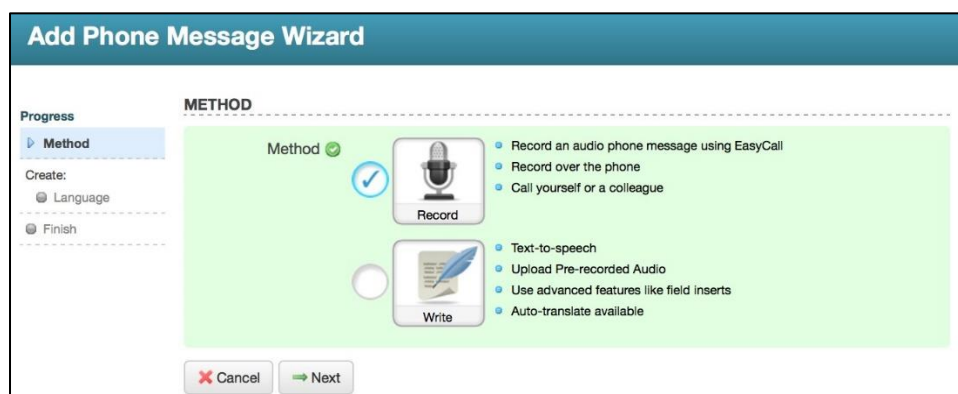 Add Phone Message Wizard
Progress
Method
Create:
Language
Finish
METHOD
Method
Record
Record an audio phone message using EasyCall
Record over the phone
Call yourself or a colleague
Write
Text-to-speech
Upload Pre-recorded Audio
Use advanced features like field inserts
Auto-translate available
Cancel
Next